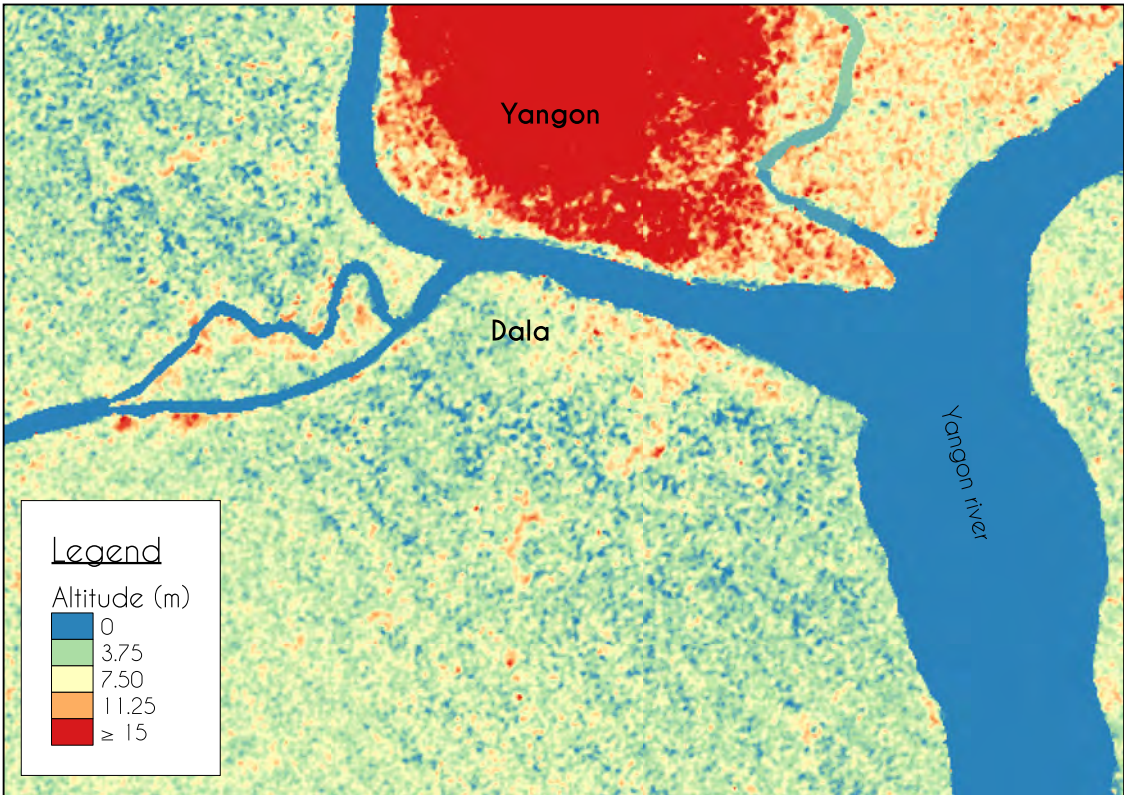 Yangon
Dala
Yangon river
Legend
Altitude (m)
0
3.75
7.50
11.25
≥ 15